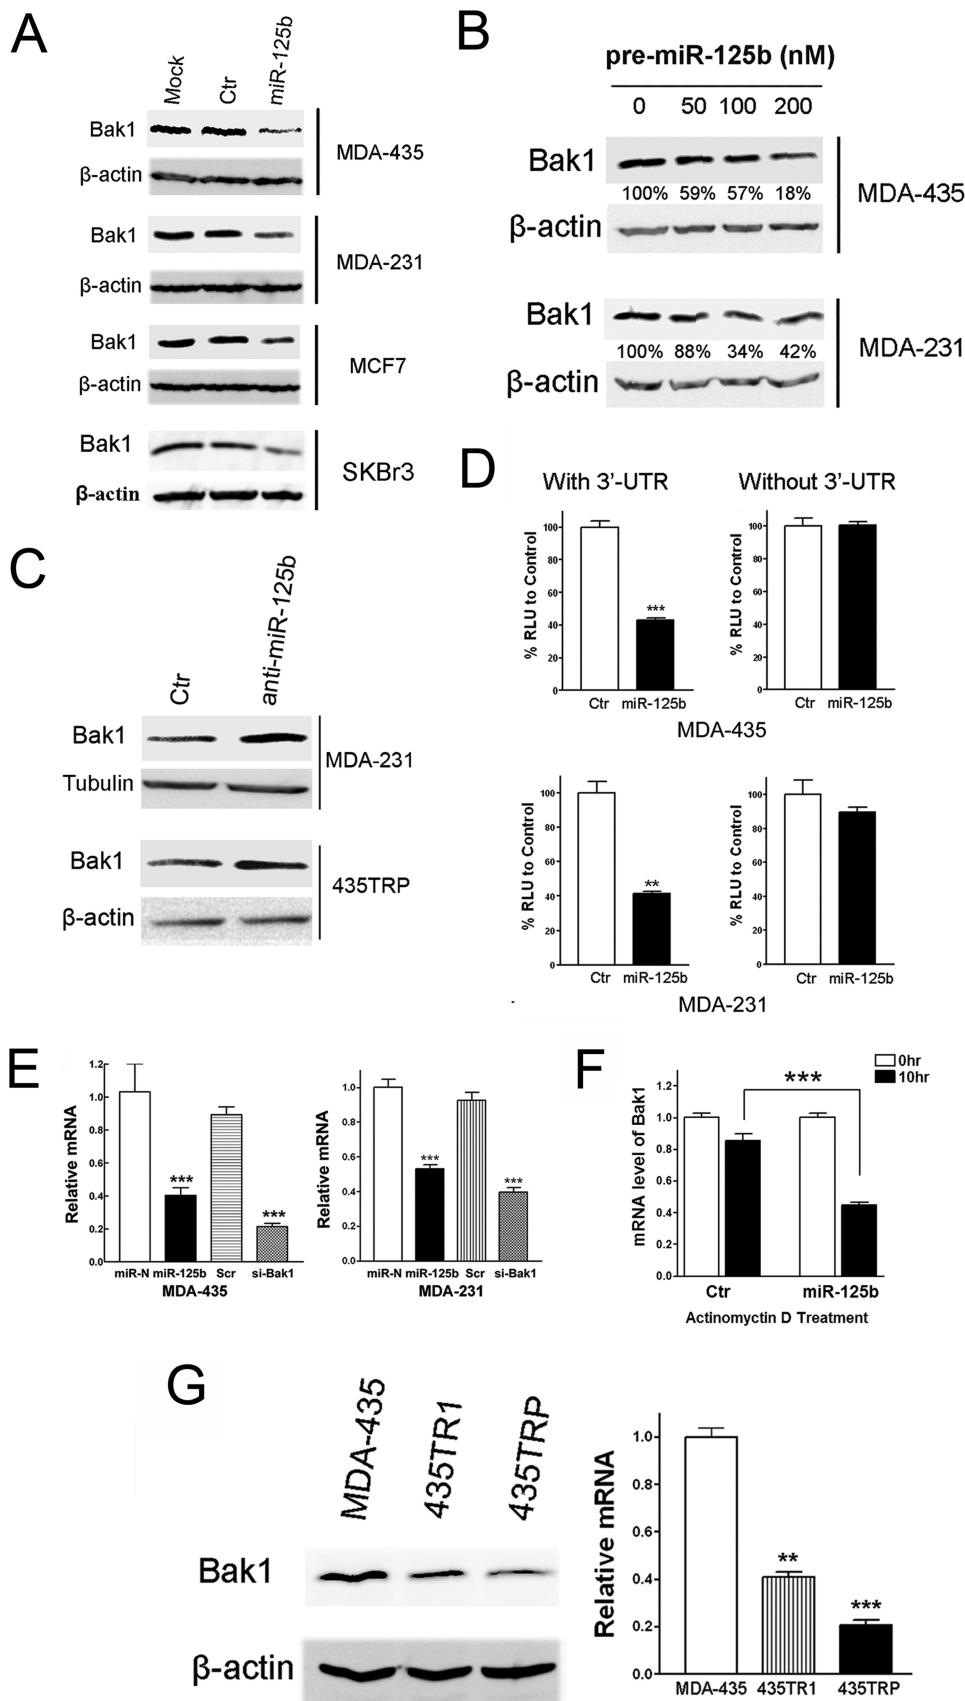 A
Mock
Ctr
miR-125b
Bak1
β-actin
MDA-435
Bak1
β-actin
MDA-231
Bak1
β-actin
MCF7
Bak1
β-actin
SKBr3
B
pre-miR-125b (nM)
0 50 100 200
Bak1
100% 59% 57% 18%
β-actin
MDA-435
Bak1
100% 88% 34% 42%
β-actin
MDA-231
C
Ctr
anti-miR-125b
Bak1
Tubulin
MDA-231
Bak1
β-actin
435TRP
D
With 3’-UTR
% RLU to Control
100
80
60
40
20
0
***
Ctr miR-125b
Without 3’-UTR
% RLU to Control
100
80
60
40
20
0
Ctr miR-125b
MDA-435
% RLU to Control
100
80
60
40
20
0
**
Ctr miR-125b
% RLU to Control
100
80
60
40
20
0
Ctr miR-125b
MDA-231
E
Relative mRNA
1.2
1.0
0.8
0.6
0.4
0.2
0.0
***
***
miR-N miR-125b Scr si-Bak1
MDA-435
Relative mRNA
1.0
0.8
0.6
0.4
0.2
0.0
***
***
miR-N miR-125b Scr si-Bak1
MDA-231
F
0hr
10hr
***
mRNA level of Bak1
1.2
1.0
0.8
0.6
0.4
0.2
0.0
Ctr miR-125b
Actinomyctin D Treatment
G
MDA-435
435TR1
435TRP
Bak1
β-actin
Relative mRNA
1.0
0.8
0.6
0.4
0.2
0.0
**
***
MDA-435 435TR1 435TRP